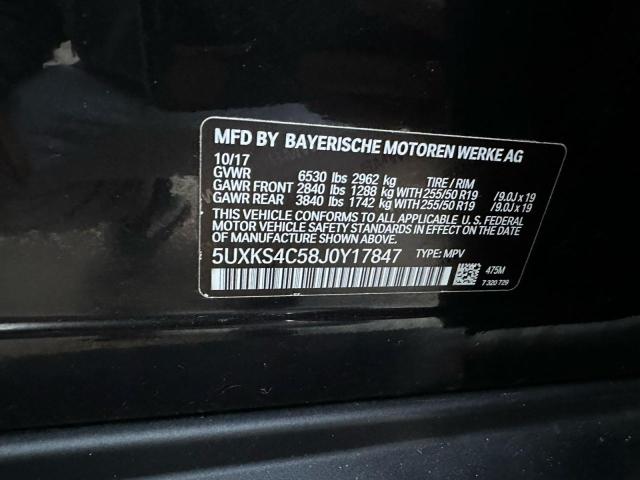 MFD BY BAYERISCHE MOTOREN WERKE AG
10/17
GVWR 6530 lbs 2962 kg TIRE / RIM
GAWR FRONT 2840 lbs 1288 kg WITH 255/50 R19 /9.0J x 19
GAWR REAR 3840 lbs 1742 kg WITH 255/50 R19 /9.0J x 19
THIS VEHICLE CONFORMS TO ALL APPLICABLE U. S. FEDERAL
MOTOR VEHICLE SAFETY STANDARDS IN EFFECT ON THE DATE
OF MANUFACTURE.
5UXKS4C58J0Y17847 TYPE: MPV
475M
7 320 729